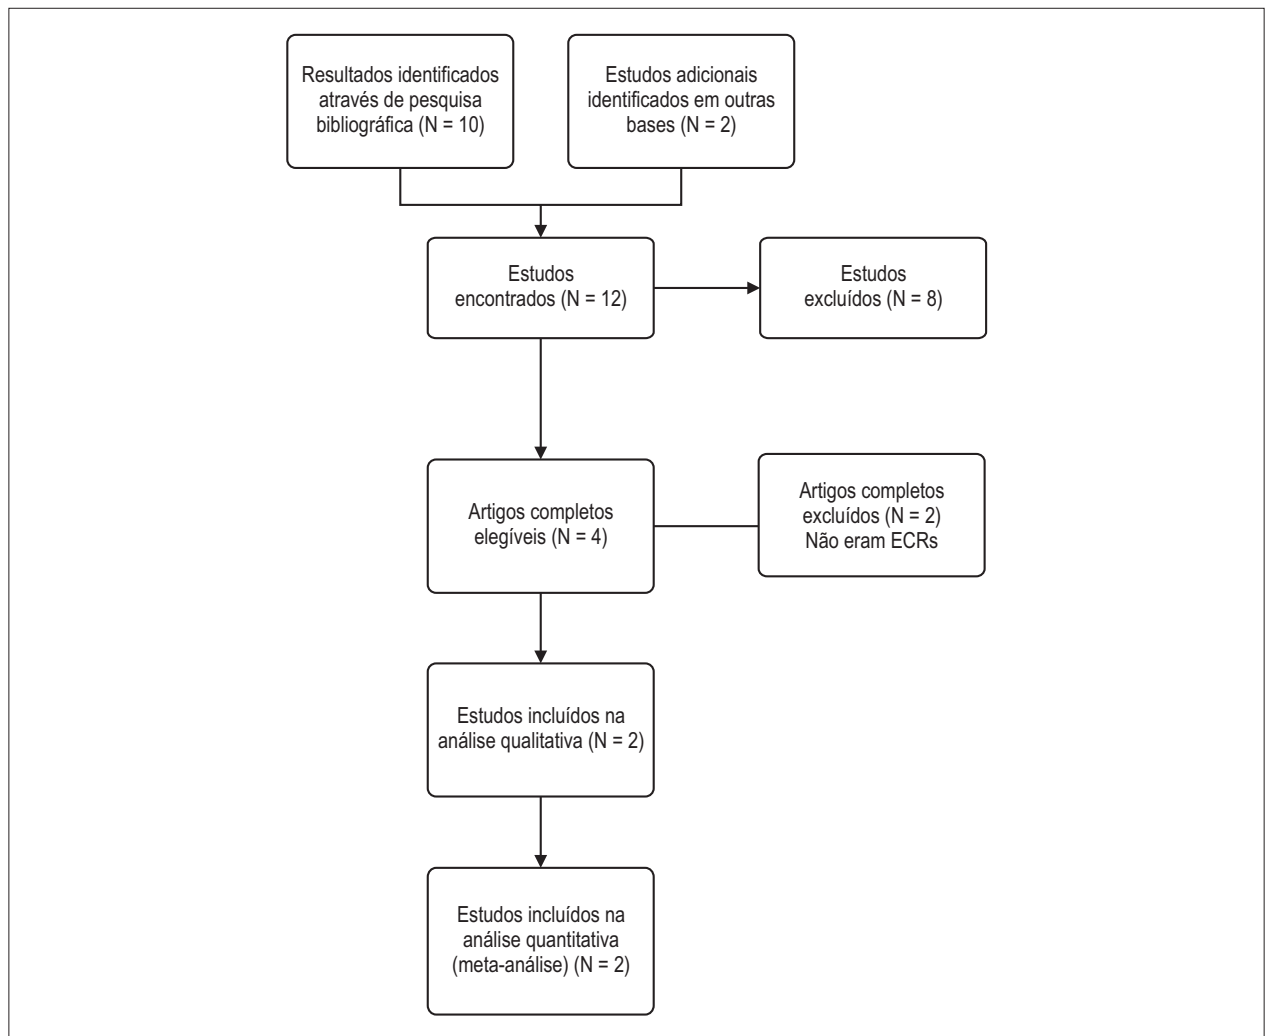 Resultados identificados
através de pesquisa
bibliográfica (N = 10)
Estudos adicionais
identificados em outras
bases (N = 2)
Estudos
encontrados (N = 12)
Estudos
excluídos (N = 8)
Artigos completos
elegíveis (N = 4)
Artigos completos
excluídos (N = 2)
Não eram ECRs
Estudos incluídos na
análise qualitativa (N = 2)
Estudos incluídos na
análise quantitativa
(meta-análise) (N = 2)